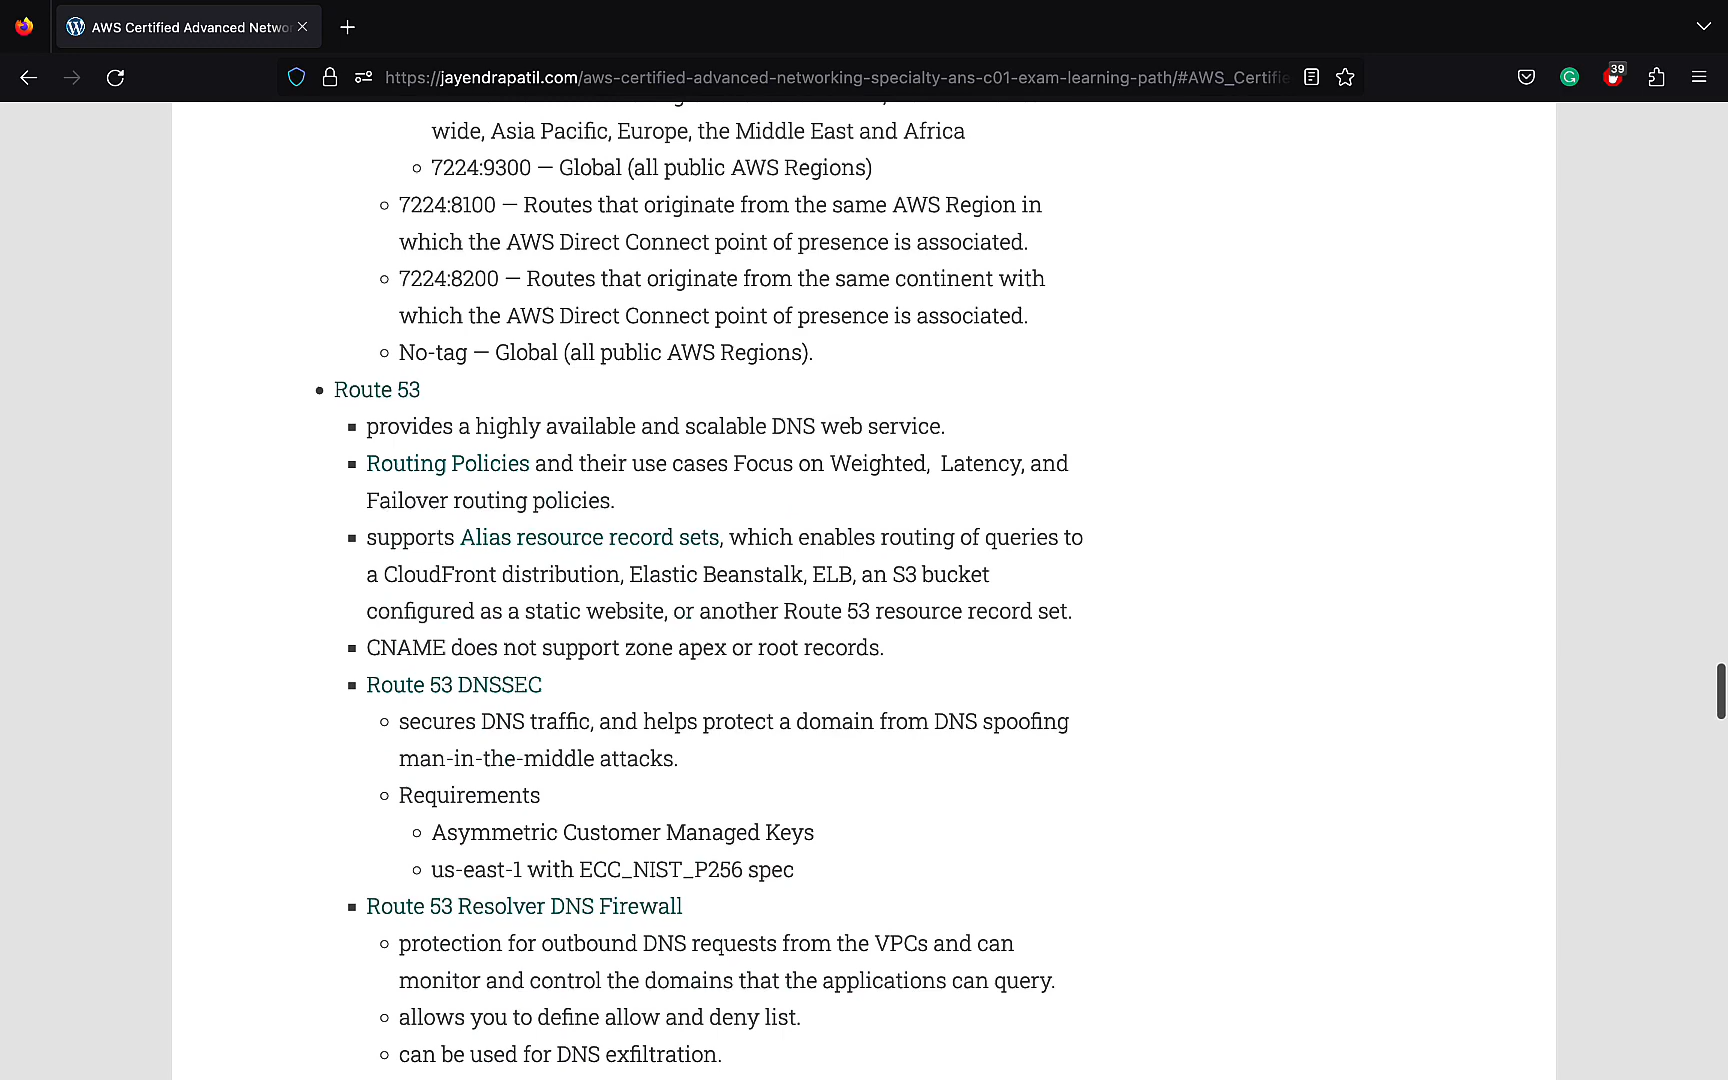 AWS Certified Advanced Networ
https://jayendrapatil.com/aws-certified-advanced-networking-specialty-ans-c01-exam-learning-path/#AWS_Certifie
39
wide, Asia Pacific, Europe, the Middle East and Africa
7224:9300 — Global (all public AWS Regions)
7224:8100 — Routes that originate from the same AWS Region in
which the AWS Direct Connect point of presence is associated.
7224:8200 — Routes that originate from the same continent with
which the AWS Direct Connect point of presence is associated.
No-tag — Global (all public AWS Regions).
Route 53
provides a highly available and scalable DNS web service.
Routing Policies and their use cases Focus on Weighted,  Latency, and
Failover routing policies.
supports Alias resource record sets, which enables routing of queries to
a CloudFront distribution, Elastic Beanstalk, ELB, an S3 bucket
configured as a static website, or another Route 53 resource record set.
CNAME does not support zone apex or root records.
Route 53 DNSSEC
secures DNS traffic, and helps protect a domain from DNS spoofing
man-in-the-middle attacks.
Requirements
Asymmetric Customer Managed Keys
us-east-1 with ECC_NIST_P256 spec
Route 53 Resolver DNS Firewall
protection for outbound DNS requests from the VPCs and can
monitor and control the domains that the applications can query.
allows you to define allow and deny list.
can be used for DNS exfiltration.